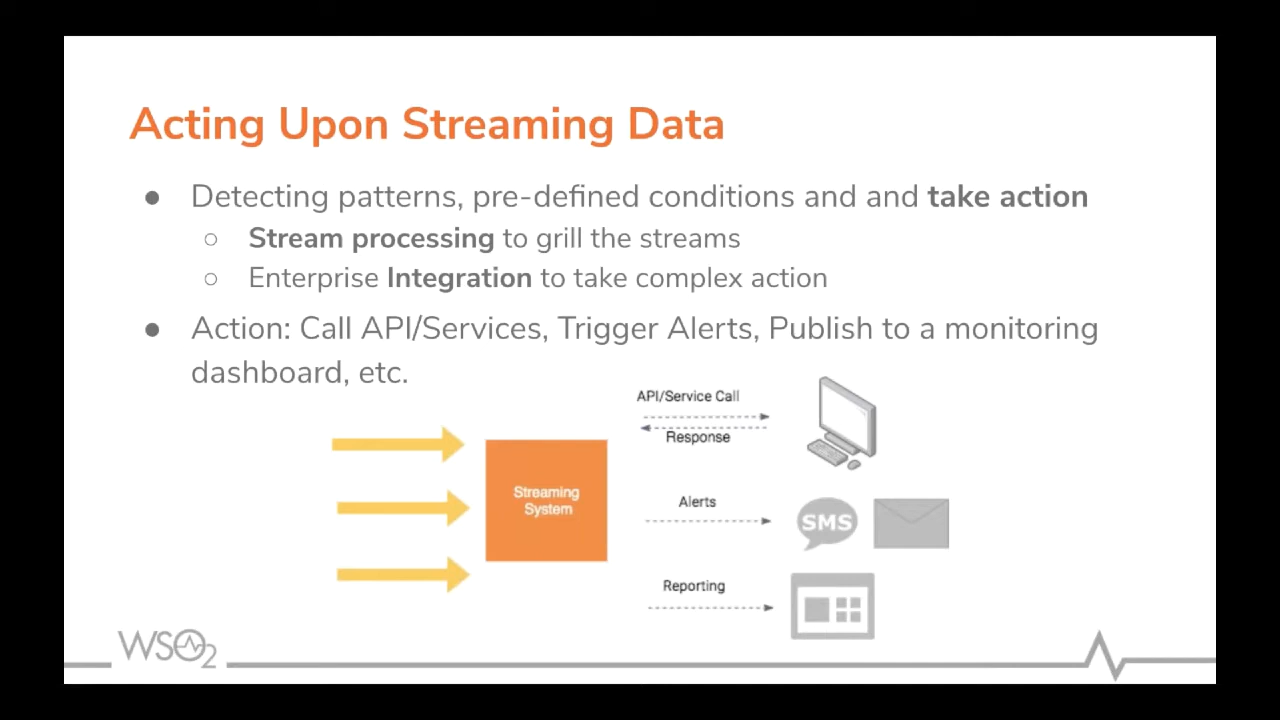 Acting Upon Streaming Data
● Detecting patterns, pre-defined conditions and and take action
○ Stream processing to grill the streams
○ Enterprise Integration to take complex action
● Action: Call API/Services, Trigger Alerts, Publish to a monitoring
dashboard, etc.
API/Service Call
Response
Streaming
System
Alerts
SMS
Reporting
WSO2